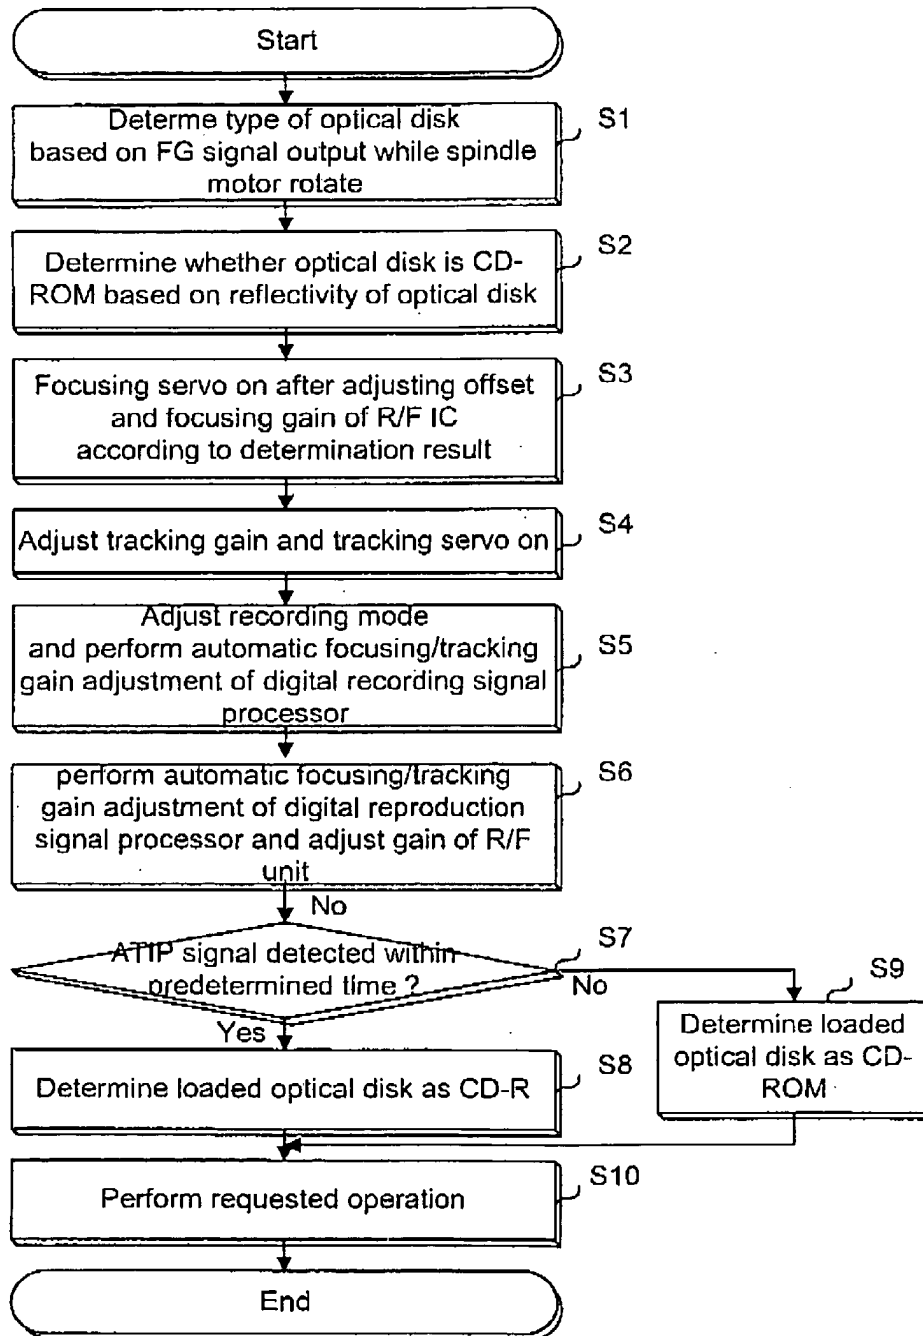 Start
Determe type of optical disk
based on FG signal output while spindle
motor rotate
S1
Determine whether optical disk is CD-
ROM based on reflectivity of optical disk
S2
Focusing servo on after adjusting offset
and focusing gain of R/F IC
according to determination result
S3
Adjust tracking gain and tracking servo on
S4
Adjust recording mode
and perform automatic focusing/tracking
gain adjustment of digital recording signal
processor
S5
perform automatic focusing/tracking
gain adjustment of digital reproduction
signal processor and adjust gain of R/F
unit
S6
No
ATIP signal detected within
predetermined time ?
S7
No
Yes
Determine loaded optical disk as CD-R
S8
Determine loaded
optical disk as CD-
ROM
S9
Perform requested operation
S10
End